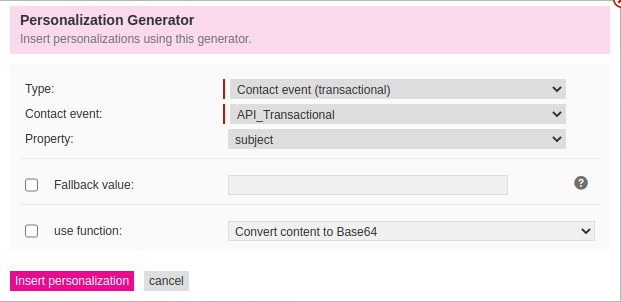 Personalization Generator
Insert personalizations using this generator.
Type: Contact event (transactional)
Contact event: API_Transactional
Property: subject
Fallback value: ?
use function: Convert content to Base64
Insert personalization cancel